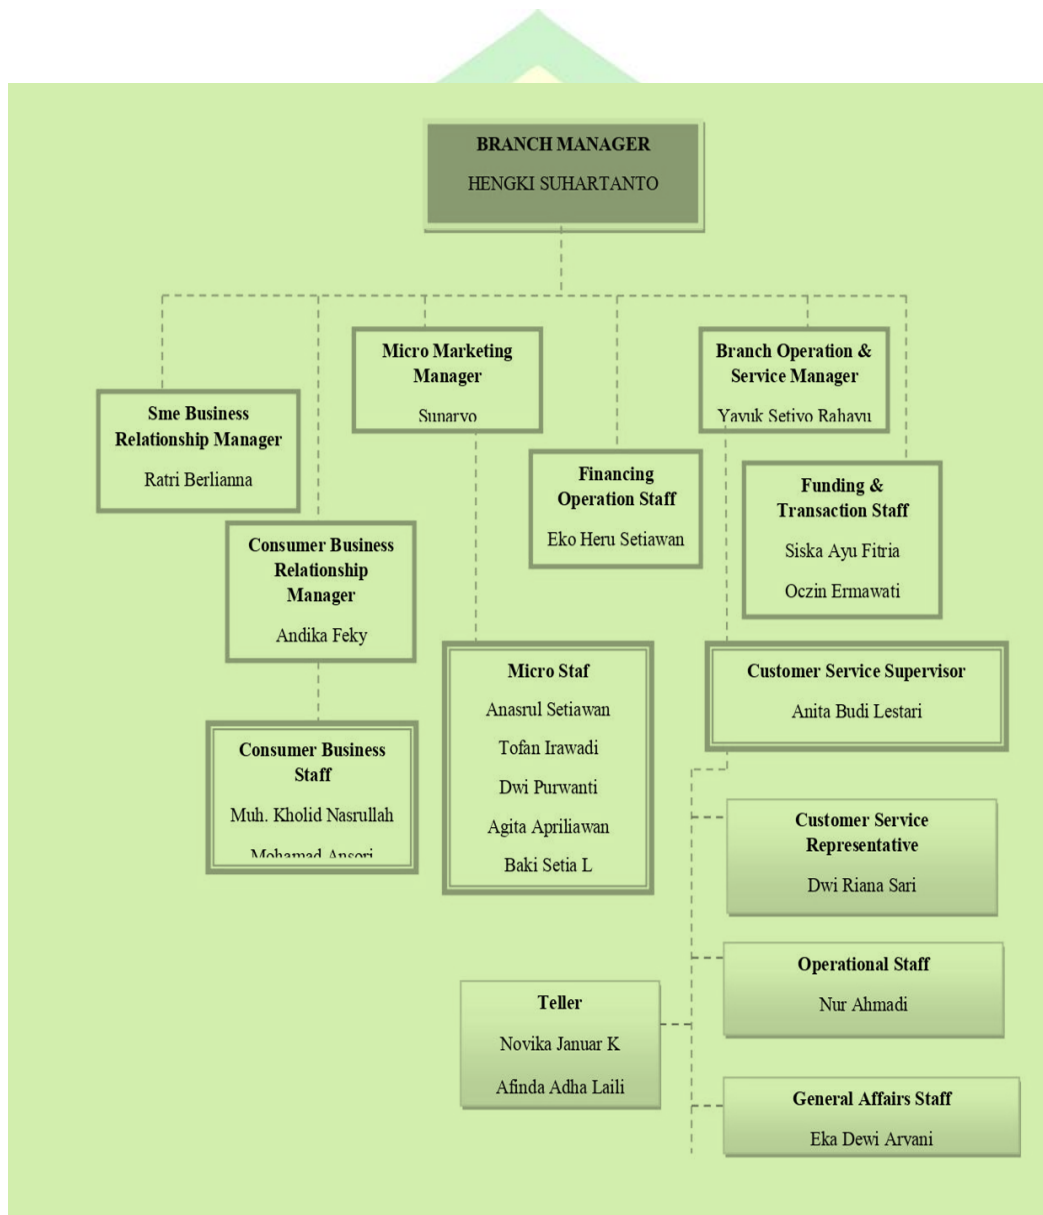 BRANCH MANAGER
HENGKI SUHARTANTO
Micro Marketing
Manager
Sunaryo
Branch Operation &
Service Manager
Yayuk Setiyo Rahayu
Sme Business
Relationship Manager
Ratri Berlianna
Financing
Operation Staff
Eko Heru Setiawan
Funding &
Transaction Staff
Siska Ayu Fitria
Oczin Ermawati
Consumer Business
Relationship
Manager
Andika Feky
Micro Staf
Anasrul Setiawan
Tofan Irawadi
Dwi Purwanti
Agita Apriliawan
Baki Setia L
Customer Service Supervisor
Anita Budi Lestari
Consumer Business
Staff
Muh. Kholid Nasrullah
Mohamad Ansori
Customer Service
Representative
Dwi Riana Sari
Operational Staff
Nur Ahmadi
Teller
Novika Januar K
Afinda Adha Laili
General Affairs Staff
Eka Dewi Arvani